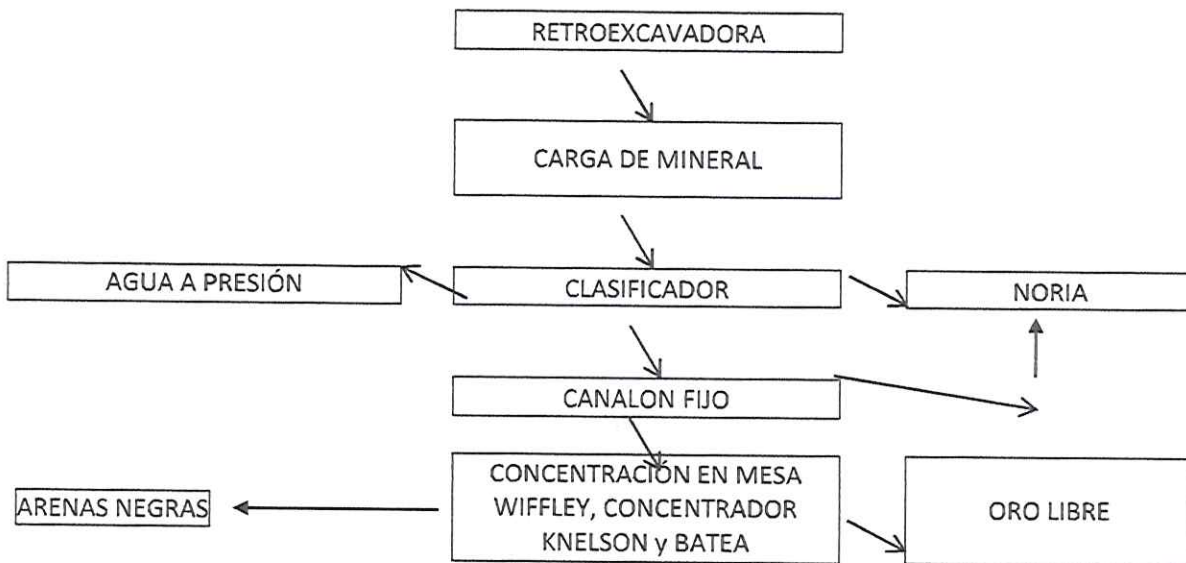 RETROEXCAVADORA
CARGA DE MINERAL
AGUA A PRESIÓN
CLASIFICADOR
NORIA
CANALON FIJO
ARENAS NEGRAS
CONCENTRACIÓN EN MESA
WIFFLEY, CONCENTRADOR
KNELSON y BATEA
ORO LIBRE